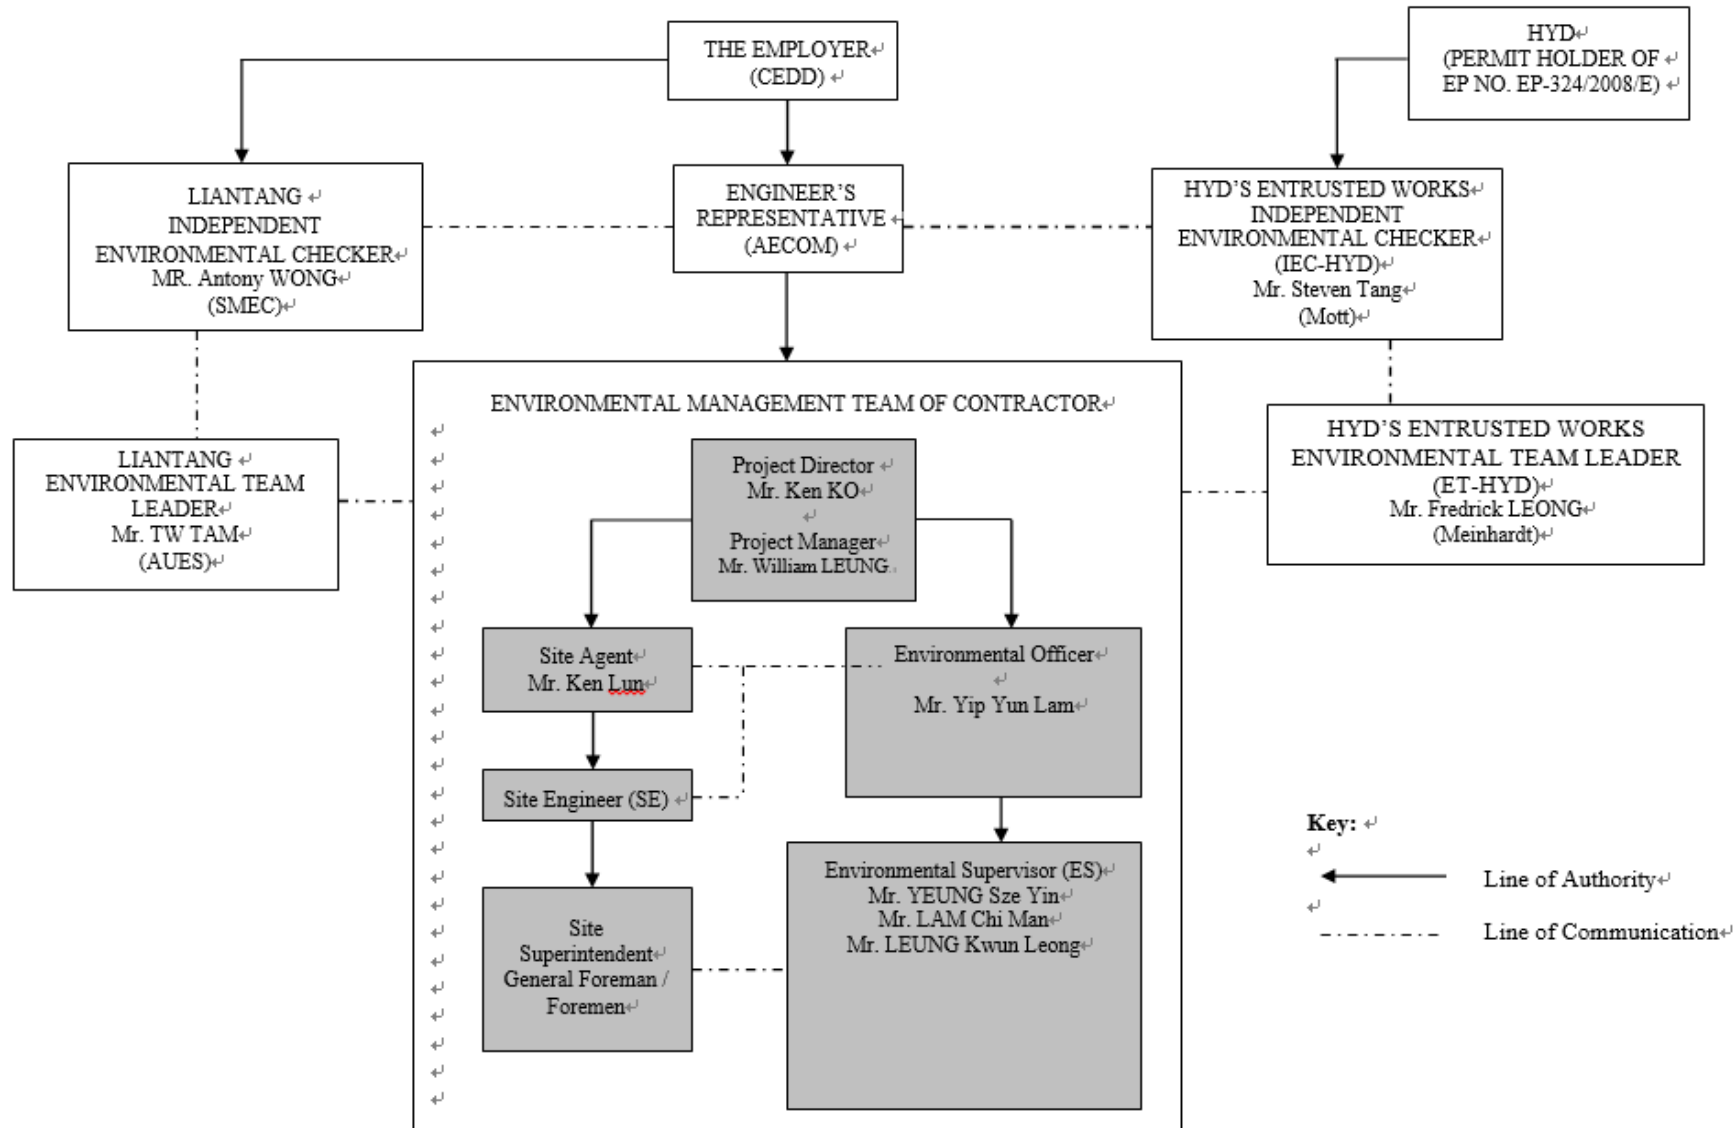 THE EMPLOYER
(CEDD)
HYD
(PERMIT HOLDER OF
EP NO. EP-324/2008/E)
LIANTANG
INDEPENDENT
ENVIRONMENTAL CHECKER
MR. Antony WONG
(SMEC)
ENGINEER'S
REPRESENTATIVE
(AECOM)
HYD'S ENTRUSTED WORKS
INDEPENDENT
ENVIRONMENTAL CHECKER
(IEC-HYD)
Mr. Steven Tang
(Mott)
ENVIRONMENTAL MANAGEMENT TEAM OF CONTRACTOR
LIANTANG
ENVIRONMENTAL TEAM
LEADER
Mr. TW TAM
(AUES)
Project Director
Mr. Ken KO
Project Manager
Mr. William LEUNG
HYD'S ENTRUSTED WORKS
ENVIRONMENTAL TEAM LEADER
(ET-HYD)
Mr. Fredrick LEONG
(Meinhardt)
Site Agent
Mr. Ken Lun
Environmental Officer
Mr. Yip Yun Lam
Site Engineer (SE)
Environmental Supervisor (ES)
Mr. YEUNG Sze Yin
Mr. LAM Chi Man
Mr. LEUNG Kwun Leong
Site
Superintendent
General Foreman /
Foremen
Key:
Line of Authority
Line of Communication